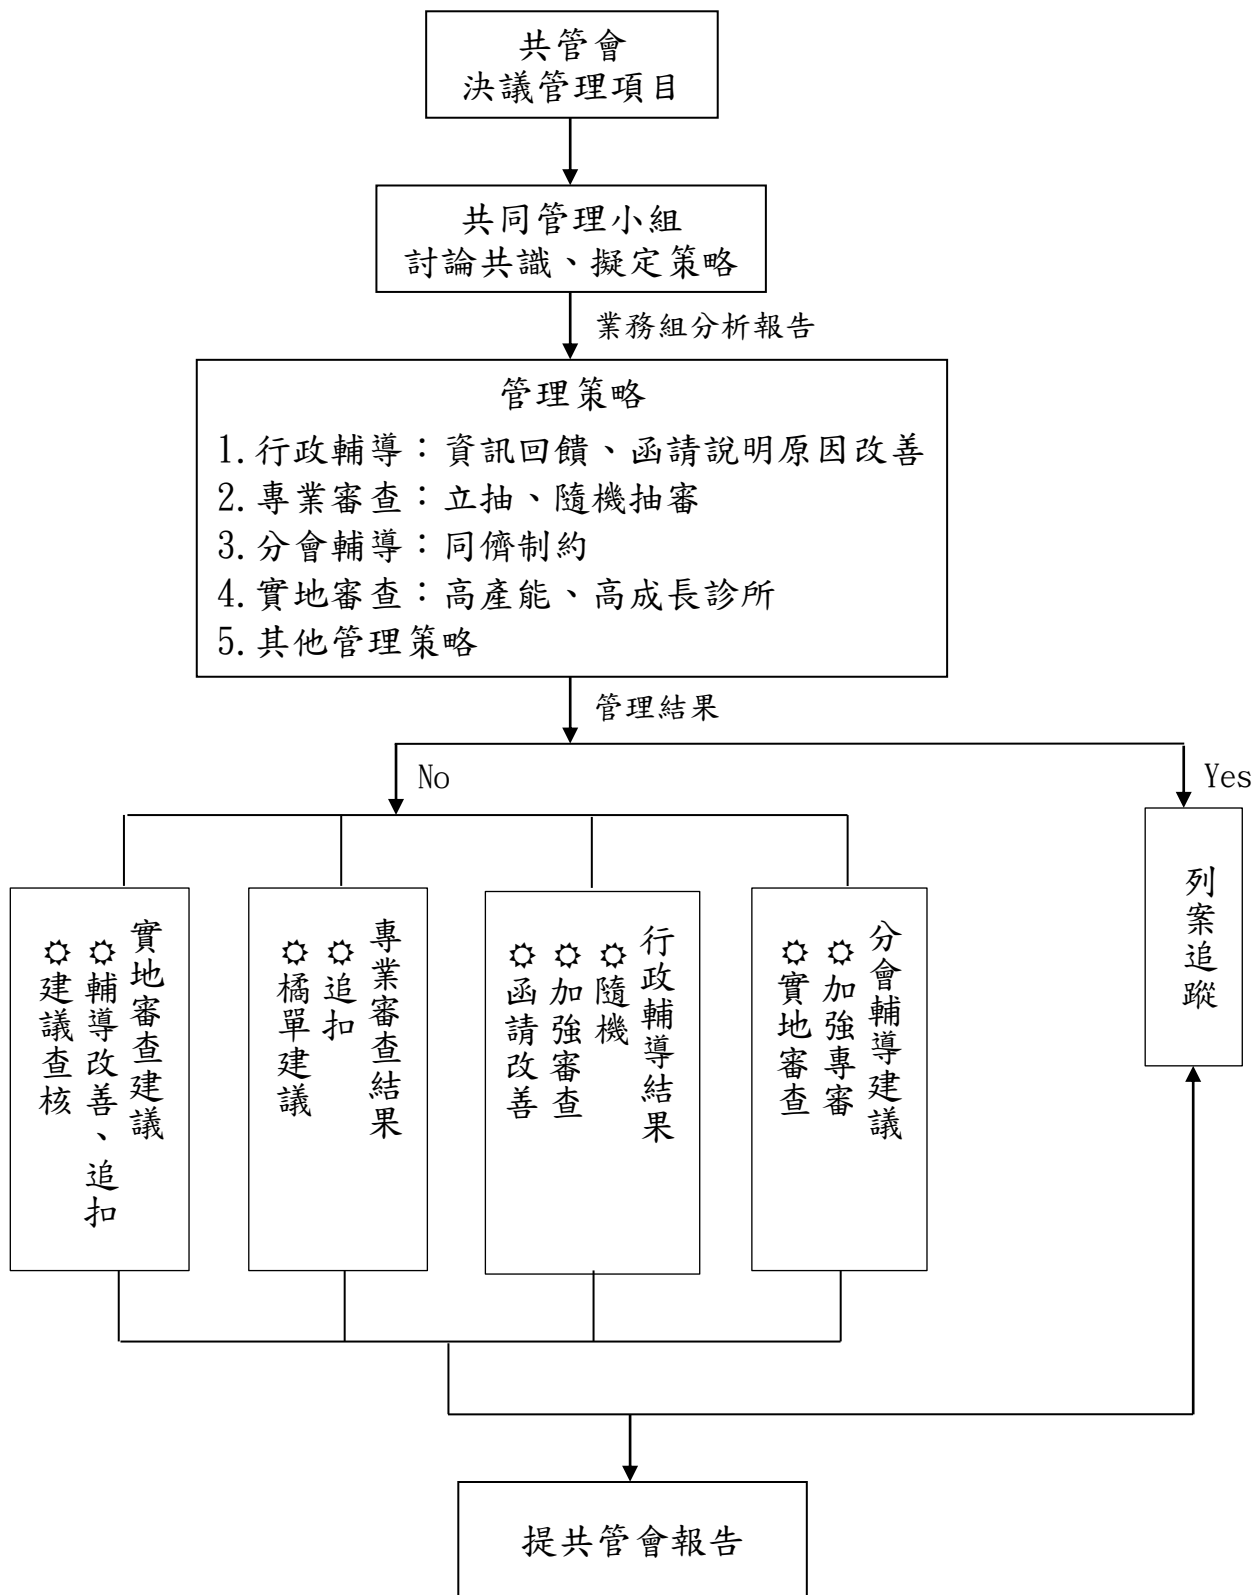 共管會
決議管理項目
共同管理小組
討論共識、擬定策略
業務組分析報告
管理策略
1.行政輔導：資訊回饋、函請說明原因改善
2.專業審查：立抽、隨機抽審
3.分會輔導：同儕制約
4.實地審查：高產能、高成長診所
5.其他管理策略
管理結果
No
Yes
實地審查建議
☼輔導改善、追扣
☼建議查核
專業審查結果
☼追扣
☼橘單建議
行政輔導結果
☼隨機
☼加強審查
☼函請改善
分會輔導建議
☼加強專審
☼實地審查
列案追蹤
提共管會報告